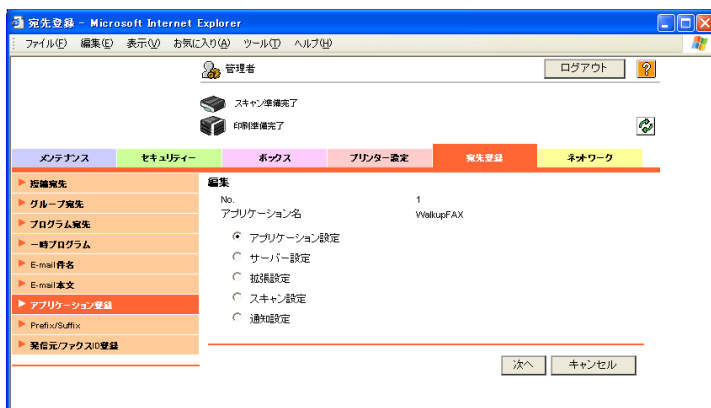 宛先登録 - Microsoft Internet Explorer
ファイル(F) 編集(E) 表示(V) お気に入り(A) ツール(T) ヘルプ(H)
管理者 ログアウト ?
スキャン準備完了
印刷準備完了
メンテナンス セキュリティー ボックス プリンター設定 宛先登録 ネットワーク
短縮宛先
グループ宛先
プログラム宛先
一時プログラム
E-mail件名
E-mail本文
アプリケーション登録
Prefix/Suffix
発信元/ファクスID登録
編集
No. 1
アプリケーション名 WalkupFAX
アプリケーション設定
サーバー設定
拡張設定
スキャン設定
通知設定
次へ キャンセル